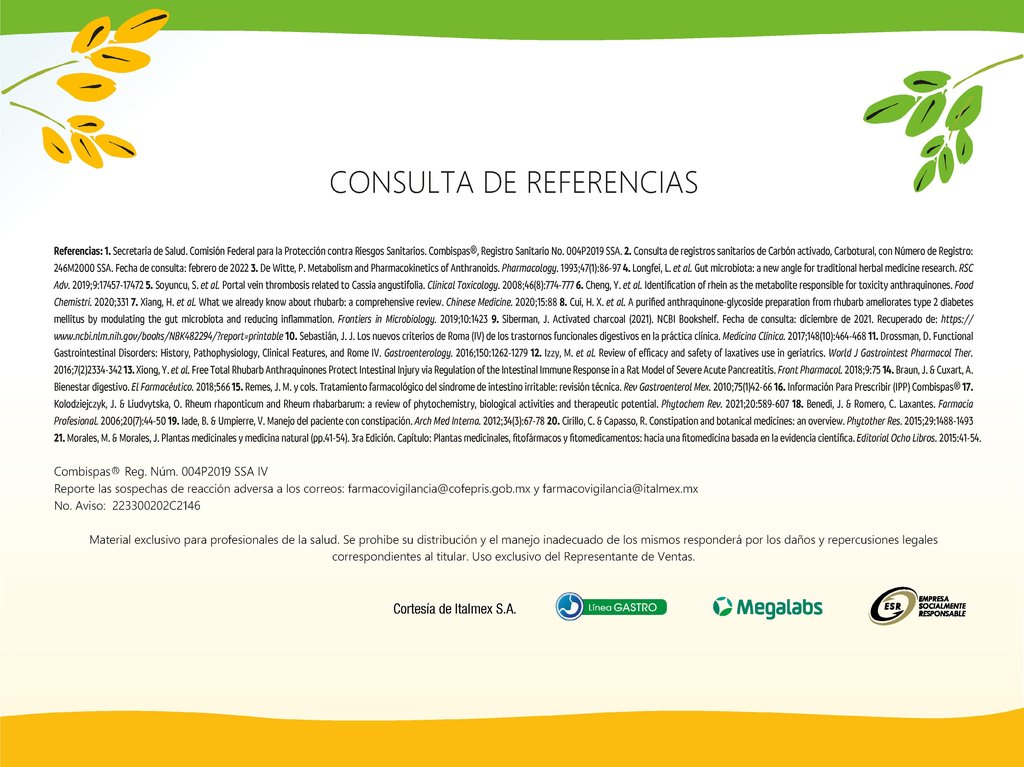 CONSULTA DE REFERENCIAS
Referencias: 1. Secretaría de Salud. Comisión Federal para la Protección contra Riesgos Sanitarios. Combispas®, Registro Sanitario No. 004P2019 SSA. 2. Consulta de registros sanitarios de Carbón activado, Carbotural, con Número de Registro:
246M2000 SSA. Fecha de consulta: febrero de 2022 3. De Witte, P. Metabolism and Pharmacokinetics of Anthranoids. Pharmacology. 1993;47(1):86-97 4. Longfei, L. et al. Gut microbiota: a new angle for traditional herbal medicine research. RSC
Adv. 2019;9:17457-17472 5. Soyuncu, S. et al. Portal vein thrombosis related to Cassia angustifolia. Clinical Toxicology. 2008;46(8):774-777 6. Cheng, Y. et al. Identification of rhein as the metabolite responsible for toxicity anthraquinones. Food
Chemistri. 2020;331 7. Xiang, H. et al. What we already know about rhubarb: a comprehensive review. Chinese Medicine. 2020;15:88 8. Cui, H. X. et al. A purified anthraquinone-glycoside preparation from rhubarb ameliorates type 2 diabetes
mellitus by modulating the gut microbiota and reducing inflammation. Frontiers in Microbiology. 2019;10:1423 9. Siberman, J. Activated charcoal (2021). NCBI Bookshelf. Fecha de consulta: diciembre de 2021. Recuperado de: https://
www.ncbi.nlm.nih.gov/books/NBK482294/?report=printable 10. Sebastián, J. J. Los nuevos criterios de Roma (IV) de los trastornos funcionales digestivos en la práctica clínica. Medicina Clínica. 2017;148(10):464-468 11. Drossman, D. Functional
Gastrointestinal Disorders: History, Pathophysiology, Clinical Features, and Rome IV. Gastroenterology. 2016;150:1262-1279 12. Izzy, M. et al. Review of efficacy and safety of laxatives use in geriatrics. World J Gastrointest Pharmacol Ther.
2016;7(2)2334-342 13. Xiong, Y. et al. Free Total Rhubarb Anthraquinones Protect Intestinal Injury via Regulation of the Intestinal Immune Response in a Rat Model of Severe Acute Pancreatitis. Front Pharmacol. 2018;9:75 14. Braun, J. & Cuxart, A.
Bienestar digestivo. El Farmacéutico. 2018;566 15. Remes, J. M. y cols. Tratamiento farmacológico del síndrome de intestino irritable: revisión técnica. Rev Gastroenterol Mex. 2010;75(1)42-66 16. Información Para Prescribir (IPP) Combispas® 17.
Kolodziejczyk, J. & Liudvytska, O. Rheum rhaponticum and Rheum rhabarbarum: a review of phytochemistry, biological activities and therapeutic potential. Phytochem Rev. 2021;20:589-607 18. Benedi, J. & Romero, C. Laxantes. Farmacia
Profesional. 2006;20(7):44-50 19. Iade, B. & Umpierre, V. Manejo del paciente con constipación. Arch Med Interna. 2012;34(3):67-78 20. Cirillo, C. & Capasso, R. Constipation and botanical medicines: an overview. Phytother Res. 2015;29:1488-1493
21. Morales, M. & Morales, J. Plantas medicinales y medicina natural (pp.41-54). 3ra Edición. Capítulo: Plantas medicinales, fitofármacos y fitomedicamentos: hacia una fitomedicina basada en la evidencia científica. Editorial Ocho Libros. 2015:41-54.
Combispas® Reg. Núm. 004P2019 SSA IV
Reporte las sospechas de reacción adversa a los correos: farmacovigilancia@cofepris.gob.mx y farmacovigilancia@italmex.mx
No. Aviso: 223300202C2146
Material exclusivo para profesionales de la salud. Se prohibe su distribución y el manejo inadecuado de los mismos responderá por los daños y repercusiones legales
correspondientes al titular. Uso exclusivo del Representante de Ventas.
Cortesía de Italmex S.A.
Línea GASTRO
Megalabs
ESR
EMPRESA
SOCIALMENTE
RESPONSABLE